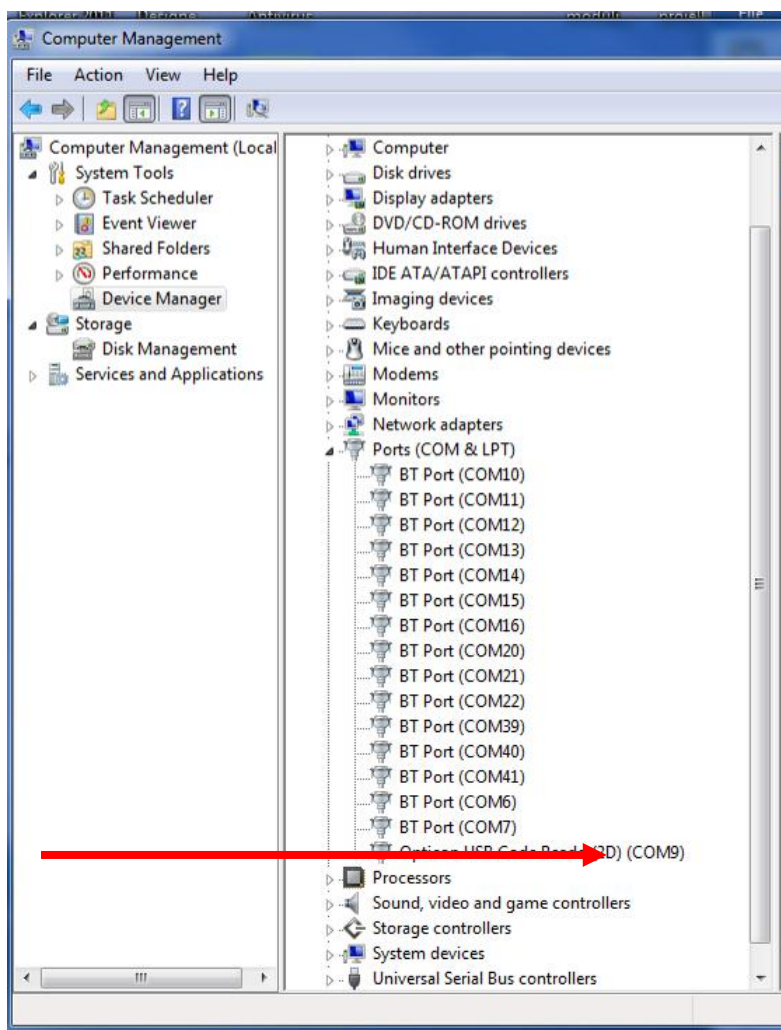 Computer Management
File Action View Help
Computer Management (Local
System Tools
Task Scheduler
Event Viewer
Shared Folders
Performance
Device Manager
Storage
Disk Management
Services and Applications
Computer
Disk drives
Display adapters
DVD/CD-ROM drives
Human Interface Devices
IDE ATA/ATAPI controllers
Imaging devices
Keyboards
Mice and other pointing devices
Modems
Monitors
Network adapters
Ports (COM & LPT)
BT Port (COM10)
BT Port (COM11)
BT Port (COM12)
BT Port (COM13)
BT Port (COM14)
BT Port (COM15)
BT Port (COM16)
BT Port (COM20)
BT Port (COM21)
BT Port (COM22)
BT Port (COM39)
BT Port (COM40)
BT Port (COM41)
BT Port (COM6)
BT Port (COM7)
Opticon USB Code Reader (2D) (COM9)
Processors
Sound, video and game controllers
Storage controllers
System devices
Universal Serial Bus controllers